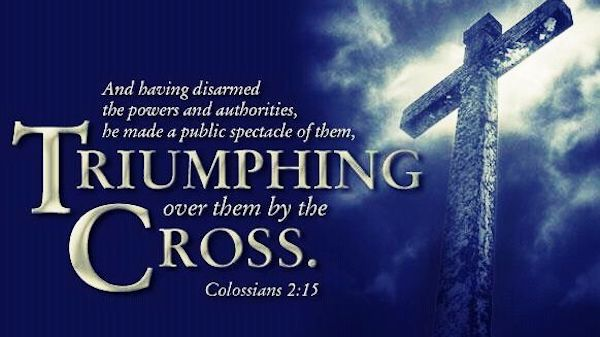 And having disarmed
the powers and authorities,
he made a public spectacle of them,
TRIUMPHING
over them by the
CROSS.
Colossians 2:15